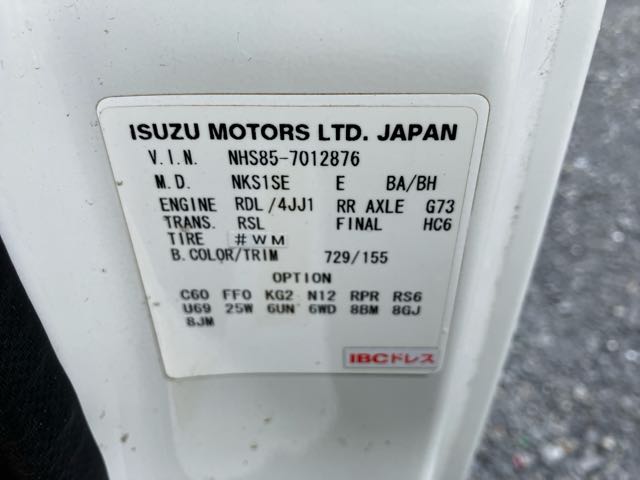 ISUZU MOTORS LTD. JAPAN
V.I.N. NHS85-7012876
M.D. NKS1SE E BA/BH
ENGINE RDL/4JJ1 RR AXLE G73
TRANS. RSL FINAL HC6
TIRE #WM
B.COLOR/TRIM 729/155
OPTION
C60 FF0 KG2 N12 RPR RS6
U69 25W 6UN 6WD 8BM 8GJ
8JM
IBCドレス